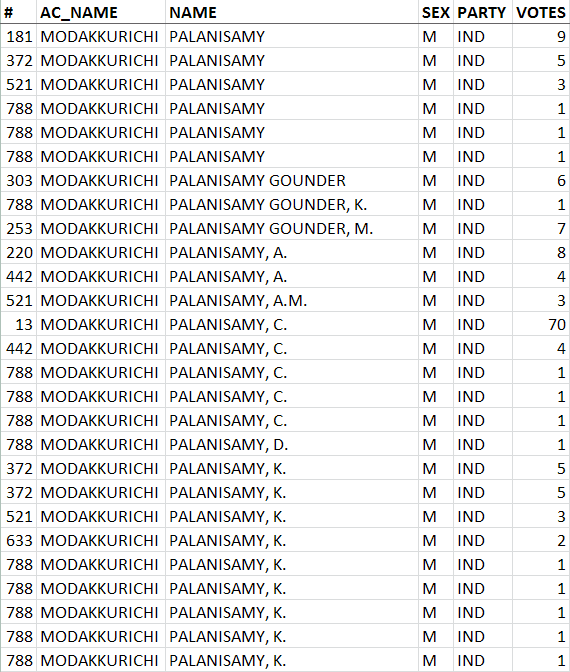 # AC_NAME NAME SEX PARTY VOTES
181 MODAKKURICHI PALANISAMY M IND 9
372 MODAKKURICHI PALANISAMY M IND 5
521 MODAKKURICHI PALANISAMY M IND 3
788 MODAKKURICHI PALANISAMY M IND 1
788 MODAKKURICHI PALANISAMY M IND 1
788 MODAKKURICHI PALANISAMY M IND 1
303 MODAKKURICHI PALANISAMY GOUNDER M IND 6
788 MODAKKURICHI PALANISAMY GOUNDER, K. M IND 1
253 MODAKKURICHI PALANISAMY GOUNDER, M. M IND 7
220 MODAKKURICHI PALANISAMY, A. M IND 8
442 MODAKKURICHI PALANISAMY, A. M IND 4
521 MODAKKURICHI PALANISAMY, A.M. M IND 3
13 MODAKKURICHI PALANISAMY, C. M IND 70
442 MODAKKURICHI PALANISAMY, C. M IND 4
788 MODAKKURICHI PALANISAMY, C. M IND 1
788 MODAKKURICHI PALANISAMY, C. M IND 1
788 MODAKKURICHI PALANISAMY, C. M IND 1
788 MODAKKURICHI PALANISAMY, D. M IND 1
372 MODAKKURICHI PALANISAMY, K. M IND 5
372 MODAKKURICHI PALANISAMY, K. M IND 5
521 MODAKKURICHI PALANISAMY, K. M IND 3
633 MODAKKURICHI PALANISAMY, K. M IND 2
788 MODAKKURICHI PALANISAMY, K. M IND 1
788 MODAKKURICHI PALANISAMY, K. M IND 1
788 MODAKKURICHI PALANISAMY, K. M IND 1
788 MODAKKURICHI PALANISAMY, K. M IND 1
788 MODAKKURICHI PALANISAMY, K. M IND 1